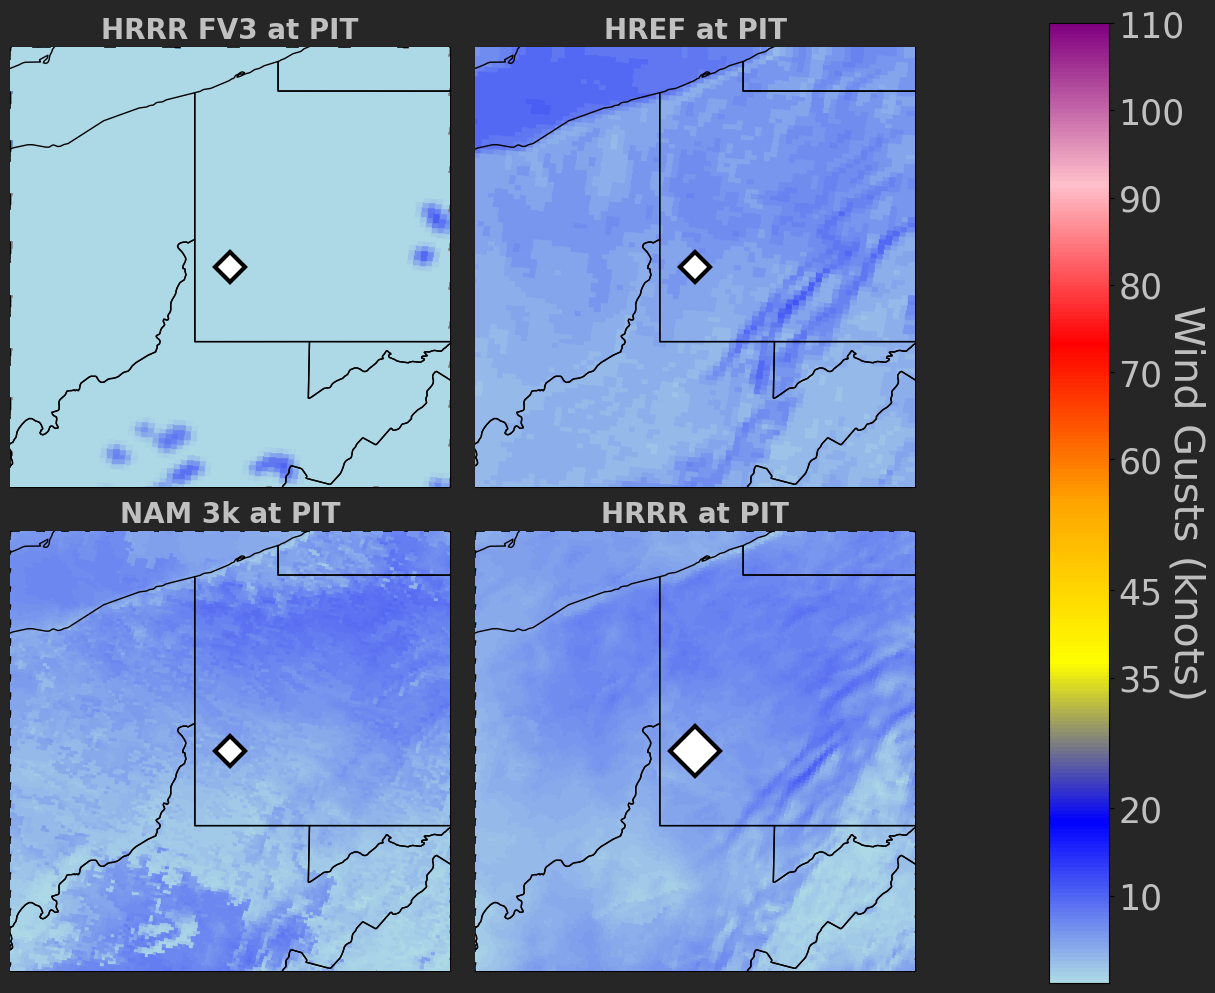 HRRR FV3 at PIT
HREF at PIT
NAM 3k at PIT
HRRR at PIT
110
100
90
80
70
60
45
35
20
10
Wind Gusts (knots)